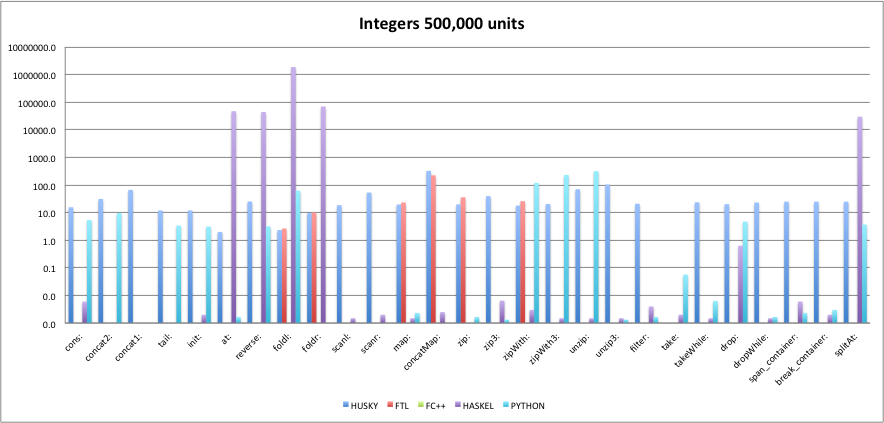 Integers 500,000 units
10000000.0
1000000.0
100000.0
10000.0
1000.0
100.0
10.0
1.0
0.1
0.0
0.0
cons:
concat2:
concat1:
tail:
init:
at:
reverse:
foldl:
foldr:
scanl:
scanr:
map:
concatMap:
zip:
zip3:
zipWith:
zipWith3:
unzip:
unzip3:
filter:
take:
takeWhile:
drop:
dropWhile:
span_container:
break_container:
splitAt:
HUSKY FTL FC++ HASKEL PYTHON